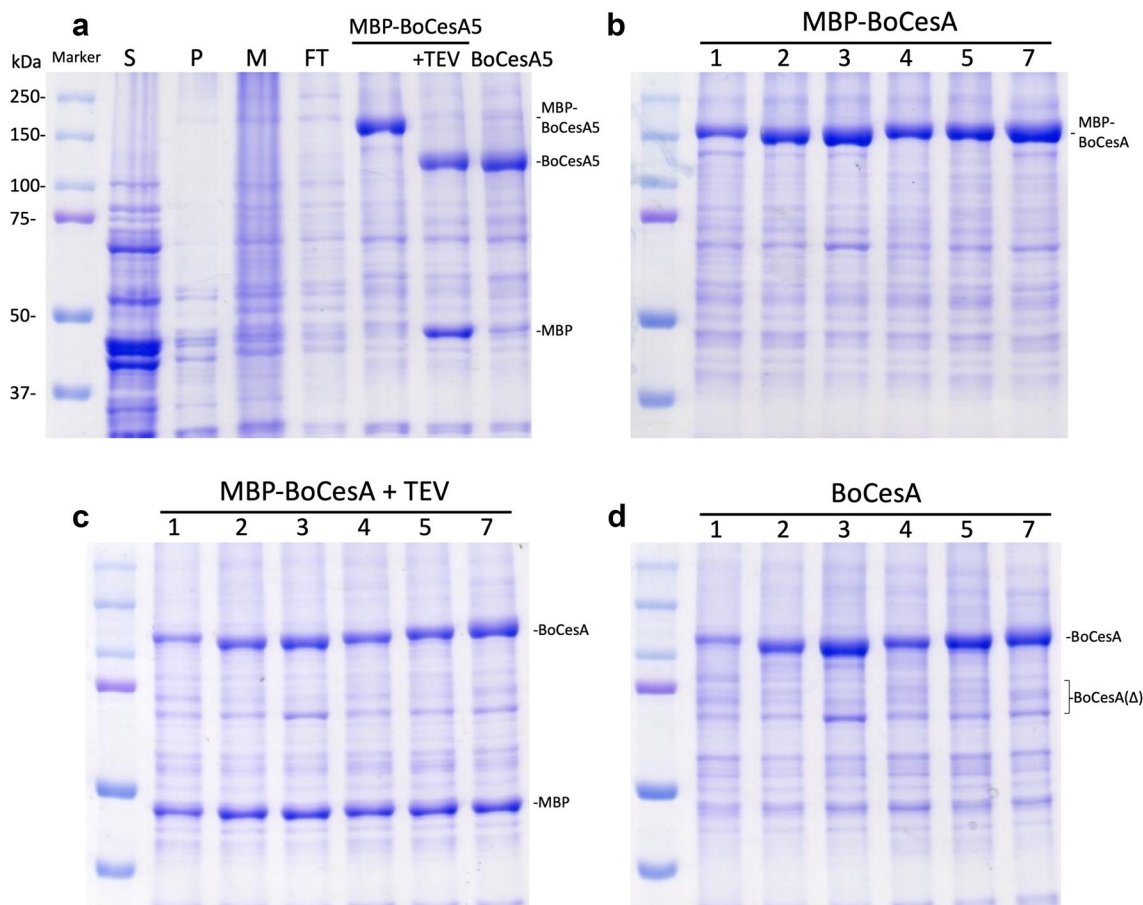 a
MBP-BoCesA5
kDa Marker S P M FT +TEV BoCesA5
250-
150-
100-
75-
50-
37-
MBP-
-BoCesA5
-BoCesA5
-MBP
b
MBP-BoCesA
1 2 3 4 5 7
MBP-
-BoCesA
c
MBP-BoCesA + TEV
1 2 3 4 5 7
-BoCesA
-MBP
d
BoCesA
1 2 3 4 5 7
-BoCesA
-BoCesA(Δ)